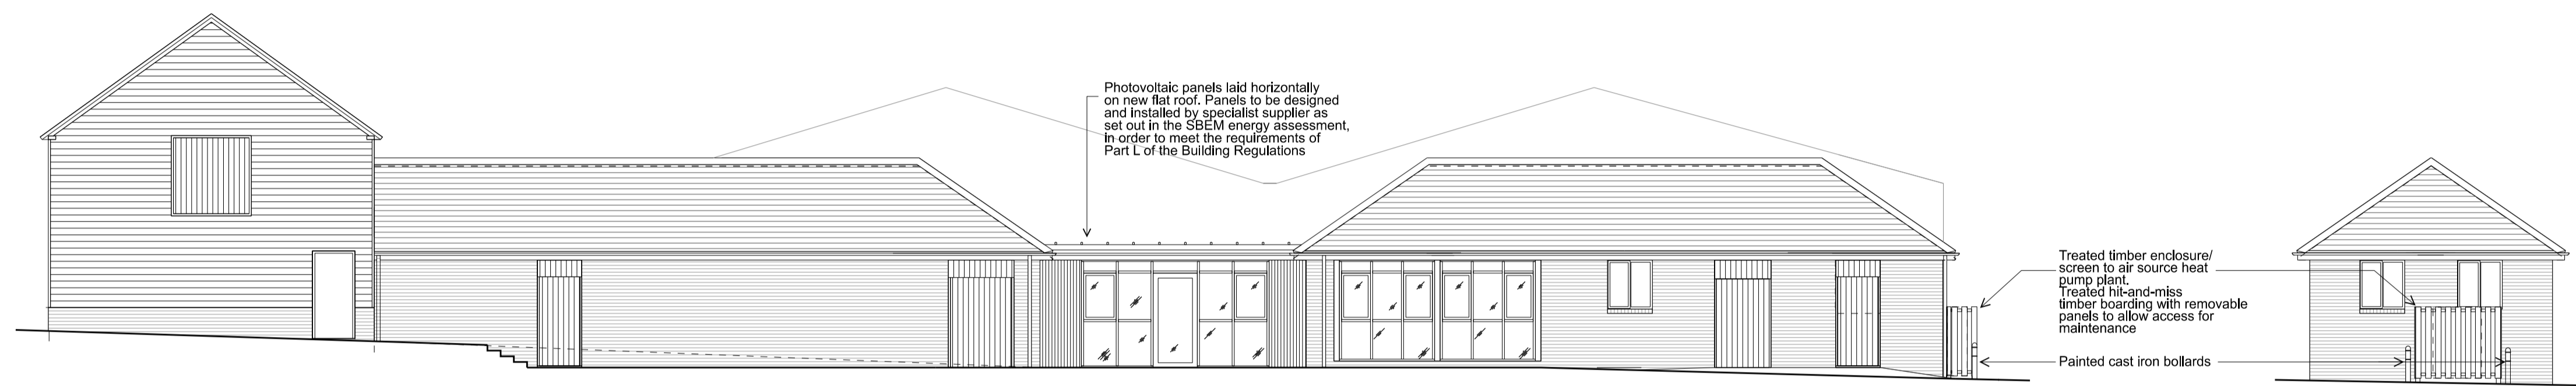 Photovoltaic panels laid horizontally
on new flat roof. Panels to be designed
and installed by specialist supplier as
set out in the SBEM energy assessment,
in order to meet the requirements of
Part L of the Building Regulations
Treated timber enclosure/
screen to air source heat
pump plant.
Treated hit-and-miss
timber boarding with removable
panels to allow access for
maintenance
Painted cast iron bollards